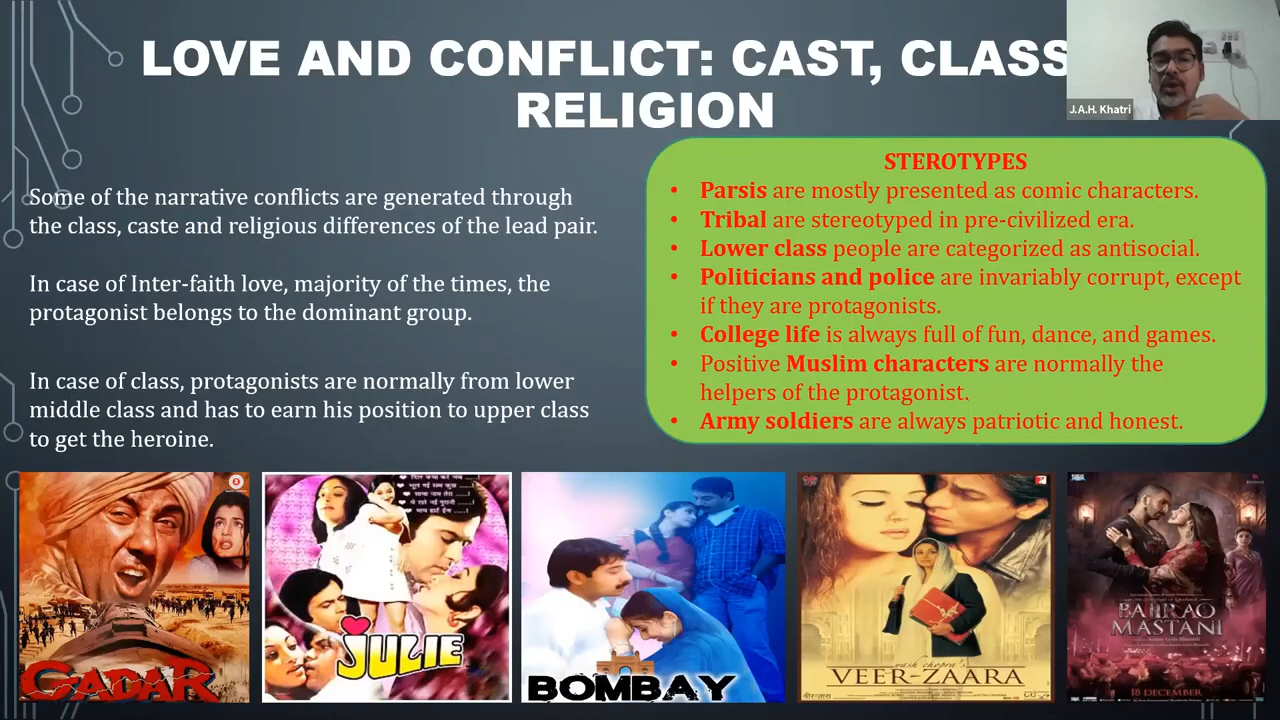 LOVE AND CONFLICT: CAST, CLASS
RELIGION
J.A.H. Khatri
Some of the narrative conflicts are generated through
the class, caste and religious differences of the lead pair.
In case of Inter-faith love, majority of the times, the
protagonist belongs to the dominant group.
In case of class, protagonists are normally from lower
middle class and has to earn his position to upper class
to get the heroine.
STEROTYPES
• Parsis are mostly presented as comic characters.
• Tribal are stereotyped in pre-civilized era.
• Lower class people are categorized as antisocial.
• Politicians and police are invariably corrupt, except
if they are protagonists.
• College life is always full of fun, dance, and games.
• Positive Muslim characters are normally the
helpers of the protagonist.
• Army soldiers are always patriotic and honest.
GADAR
JULIE
BOMBAY
yash chopra's
VEER-ZAARA
BAJIRAO
MASTANI
18 DECEMBER